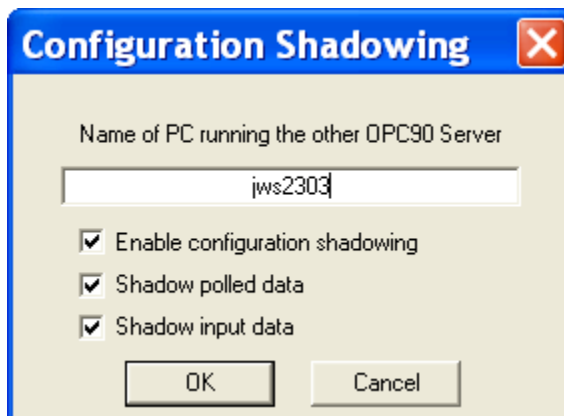 Configuration Shadowing
Name of PC running the other OPC90 Server
jws2303
Enable configuration shadowing
Shadow polled data
Shadow input data
OK Cancel